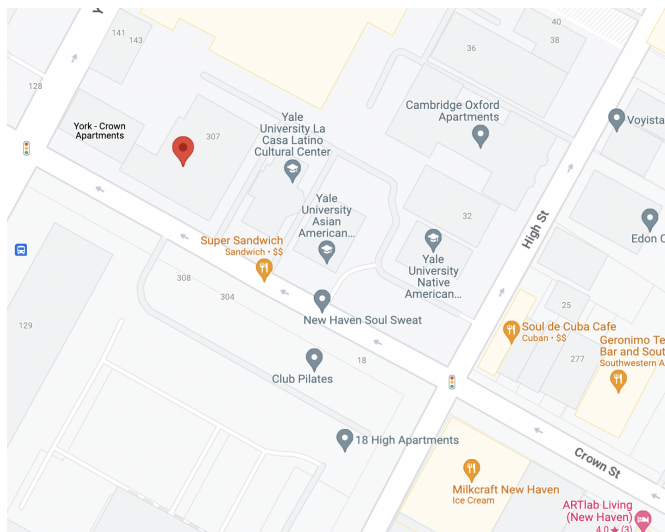 40
38
36
141
143
128
Y
York - Crown
Apartments
307
Yale
University La
Casa Latino
Cultural Center
Cambridge Oxford
Apartments
Voyista
Yale
University
Asian
American...
32
Edon C
High St
Super Sandwich
Sandwich • $$
Yale
University
Native
American...
308
304
New Haven Soul Sweat
129
25
Soul de Cuba Cafe
Cuban • $$
277
Geronimo Te
Bar and Sout
Southwestern A
18
Club Pilates
18 High Apartments
Crown St
Milkcraft New Haven
Ice Cream
ARTlab Living
(New Haven)
4.0 ★ (3)